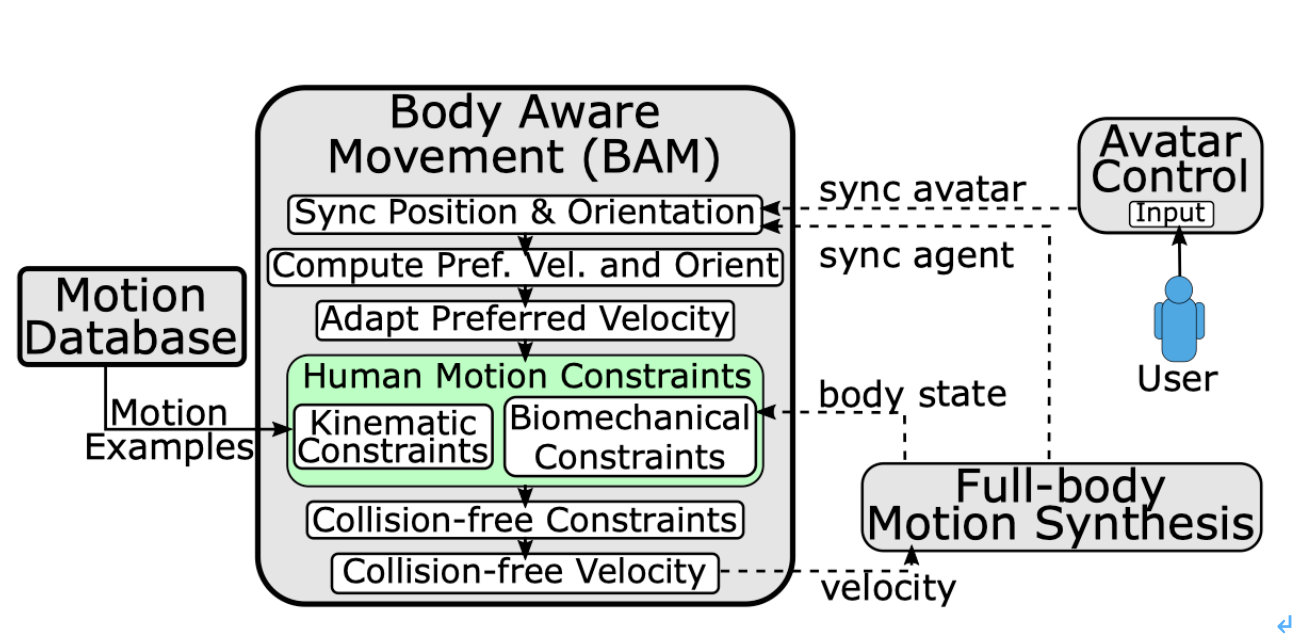 Body Aware
Movement (BAM)
Sync Position & Orientation
Compute Pref. Vel. and Orient
Adapt Preferred Velocity
Human Motion Constraints
Kinematic
Constraints
Biomechanical
Constraints
Collision-free Constraints
Collision-free Velocity
Motion
Database
Motion
Examples
sync avatar
sync agent
body state
velocity
Avatar
Control
Input
User
Full-body
Motion Synthesis